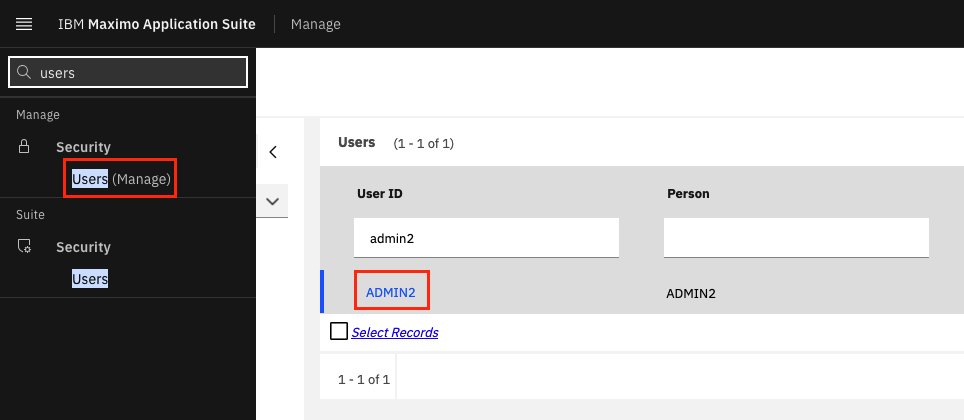 IBM Maximo Application Suite Manage
users
Manage
Security
Users (Manage)
Suite
Security
Users
Users (1 - 1 of 1)
User ID Person
admin2
ADMIN2 ADMIN2
Select Records
1 - 1 of 1